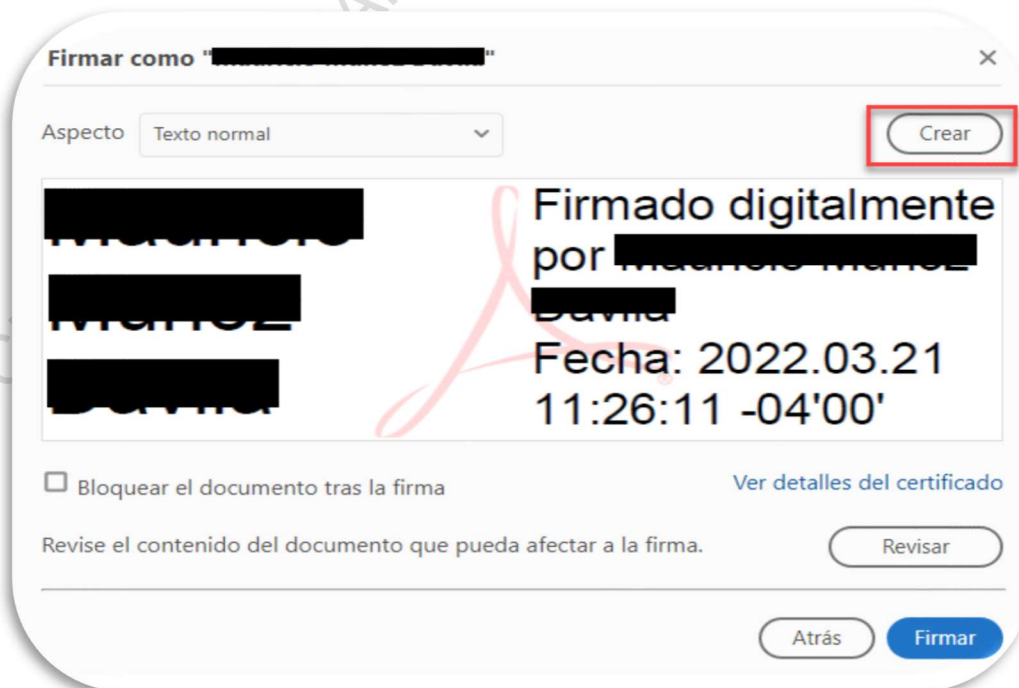 Firmar como " "
Aspecto Texto normal
Crear
Firmado digitalmente
por
Fecha: 2022.03.21
11:26:11 -04'00'
Bloquear el documento tras la firma
Ver detalles del certificado
Revise el contenido del documento que pueda afectar a la firma.
Revisar
Atrás
Firmar